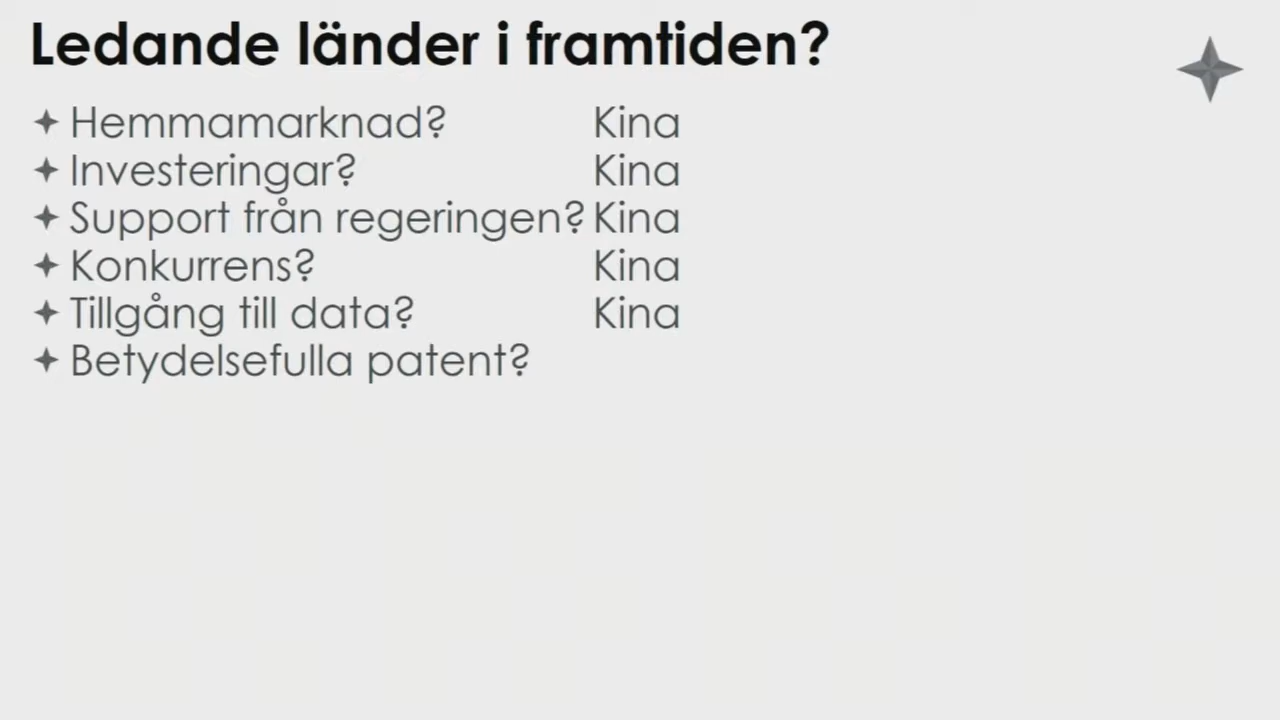 Ledande länder i framtiden?
Hemmamarknad? Kina
Investeringar? Kina
Support från regeringen? Kina
Konkurrens? Kina
Tillgång till data? Kina
Betydelsefulla patent?